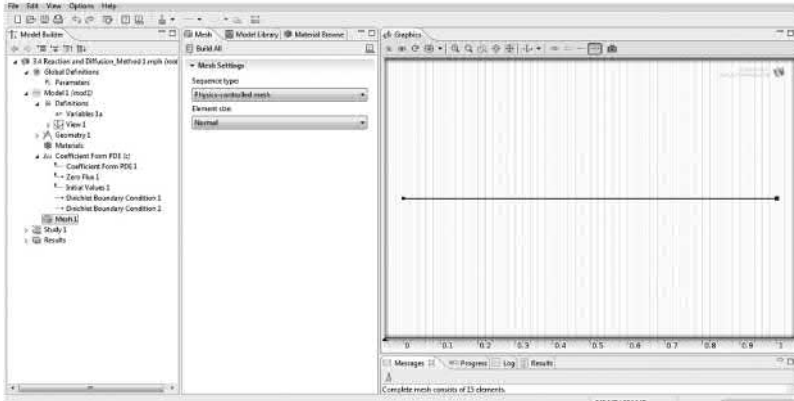 File Edit View Options Help
Model Builder
3.4 Reaction and Diffusion_Method 1.mph (root)
Global Definitions
Parameters
Model 1 (mod1)
Definitions
Variables 1a
View 1
Geometry 1
Materials
Coefficient Form PDE (c)
Coefficient Form PDE 1
Zero Flux 1
Initial Values 1
Dirichlet Boundary Condition 1
Dirichlet Boundary Condition 2
Mesh 1
Study 1
Results
Mesh Model Library Material Browse
Build All
Mesh Settings
Sequence type:
Physics-controlled mesh
Element size:
Normal
Graphics
0 0.1 0.2 0.3 0.4 0.5 0.6 0.7 0.8 0.9 1
Messages Progress Log Results
Complete mesh consists of 15 elements.